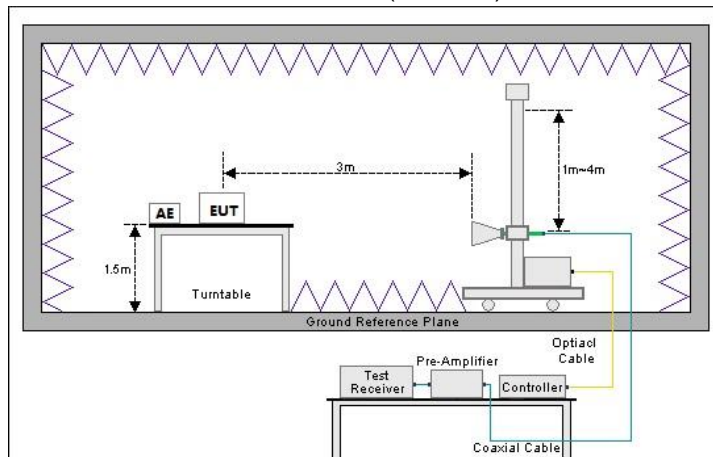 3m
1m~4m
AE
EUT
1.5m
Turntable
Ground Reference Plane
Optiacl
Cable
Pre-Amplifier
Test
Receiver
Controller
Coaxial Cable